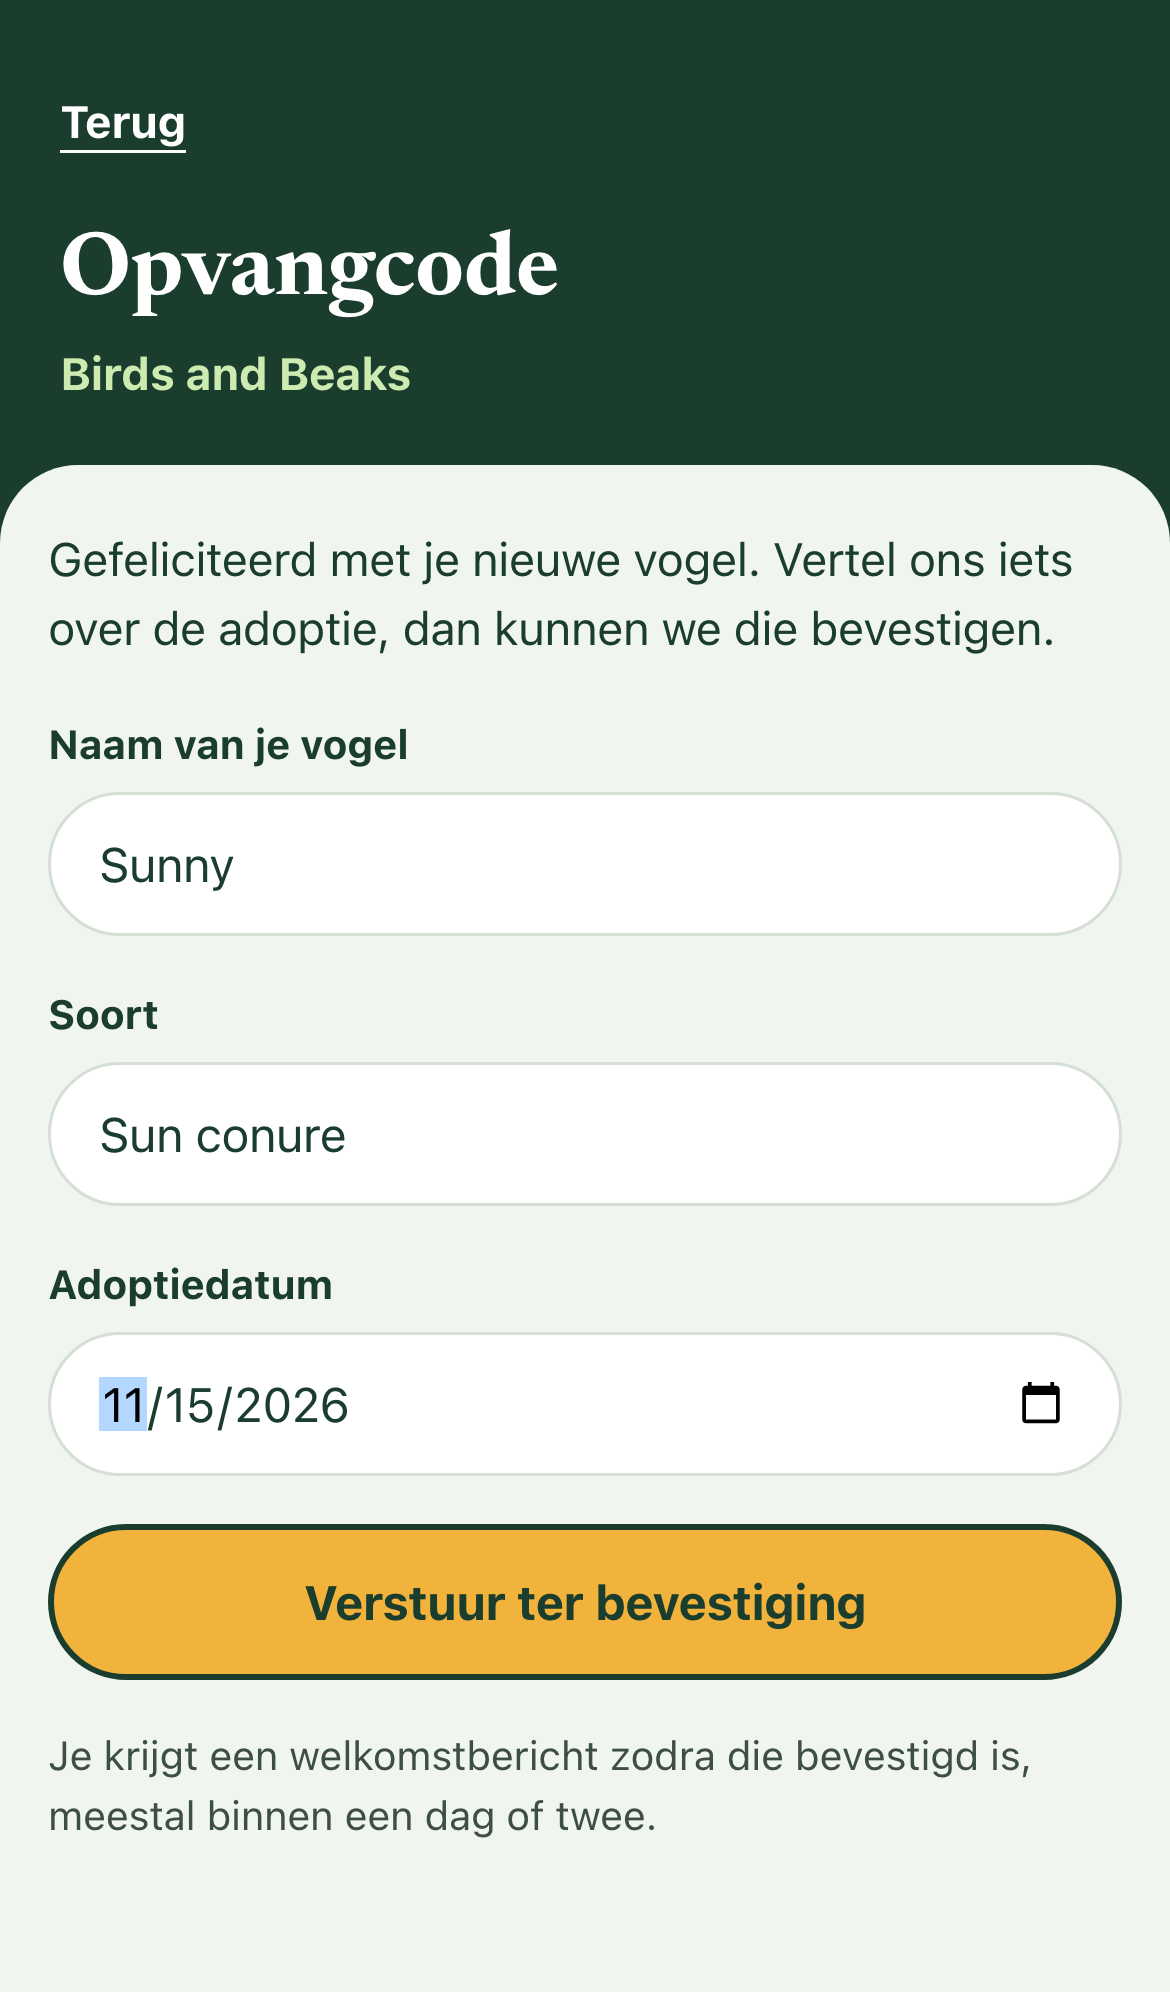 Terug
Opvangcode
Birds and Beaks
Gefeliciteerd met je nieuwe vogel. Vertel ons iets
over de adoptie, dan kunnen we die bevestigen.
Naam van je vogel
Sunny
Soort
Sun conure
Adoptiedatum
11/15/2026
Verstuur ter bevestiging
Je krijgt een welkomstbericht zodra die bevestigd is,
meestal binnen een dag of twee.